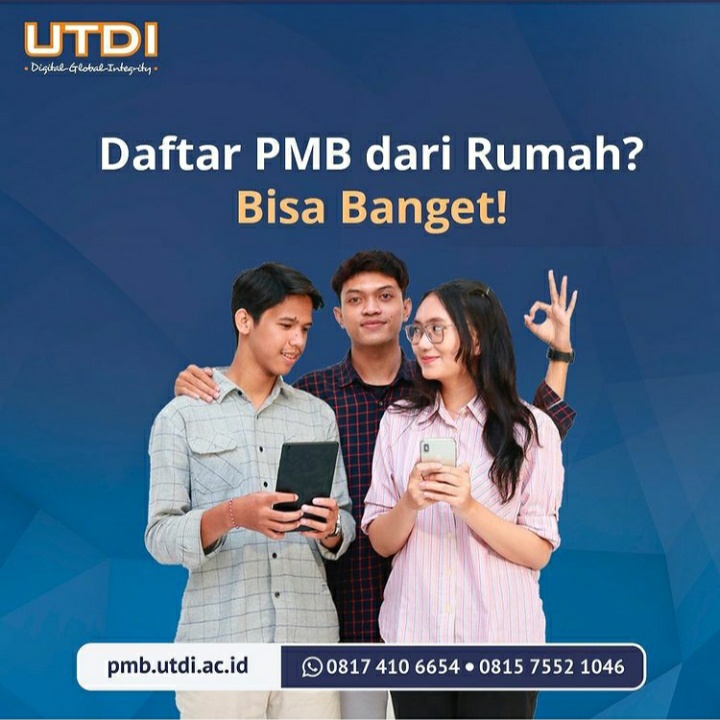 UTDI
• Digital-Global-Integrity •
Daftar PMB dari Rumah?
Bisa Banget!
pmb.utdi.ac.id
0817 410 6654 • 0815 7552 1046